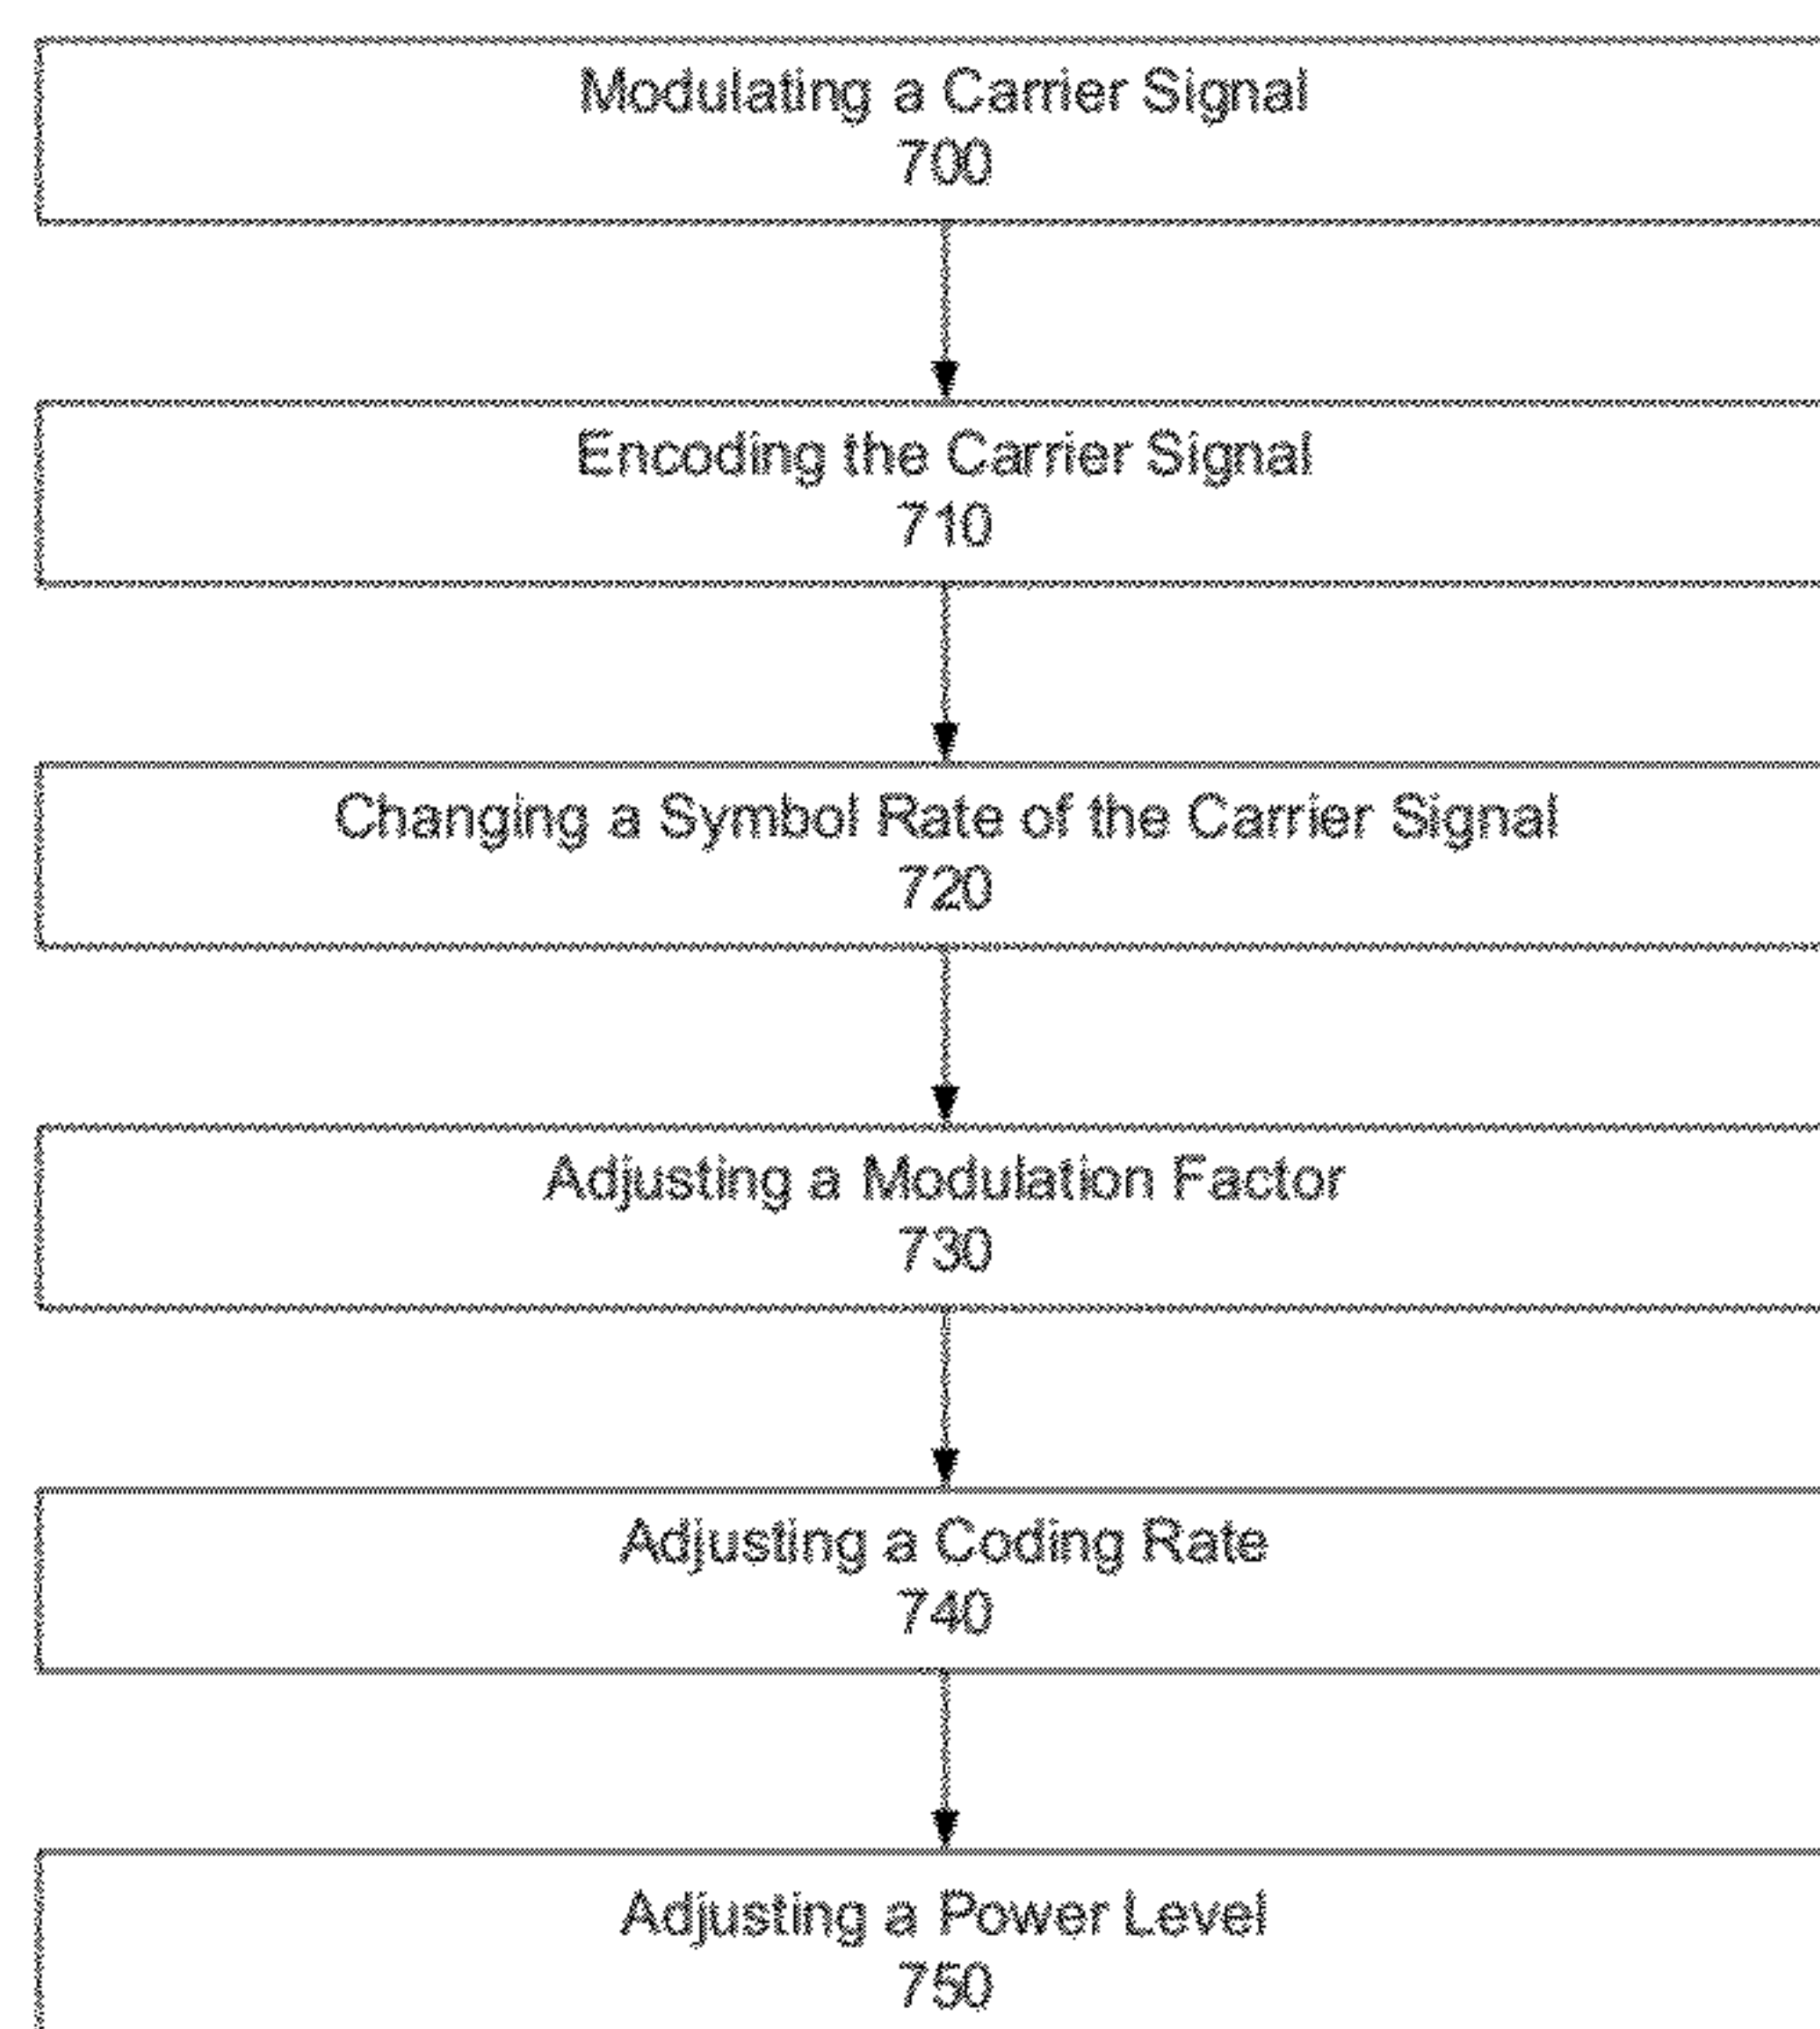 Modulating a Carrier Signal
700
Encoding the Carrier Signal
710
Changing a Symbol Rate of the Carrier Signal
720
Adjusting a Modulation Factor
730
Adjusting a Coding Rate
740
Adjusting a Power Level
750